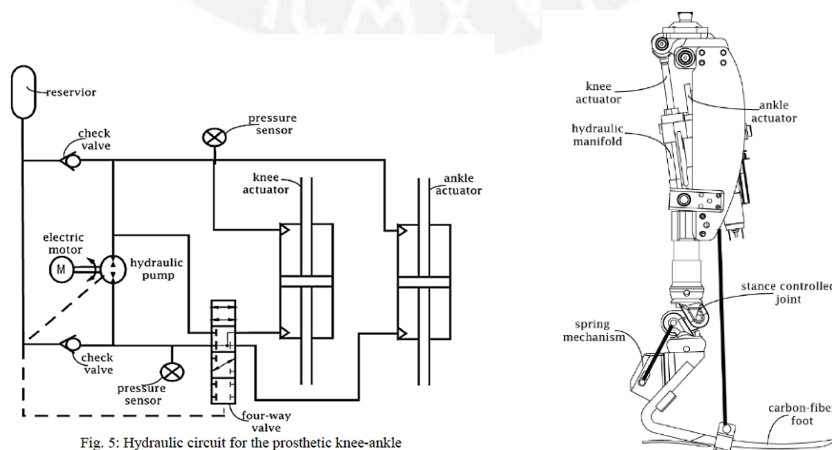 reservior
check
valve
pressure
sensor
knee
actuator
ankle
actuator
electric
motor
M
hydraulic
pump
check
valve
pressure
sensor
four-way
valve
Fig. 5: Hydraulic circuit for the prosthetic knee-ankle
knee
actuator
ankle
actuator
hydraulic
manifold
stance controlled
joint
spring
mechanism
carbon-fiber
foot